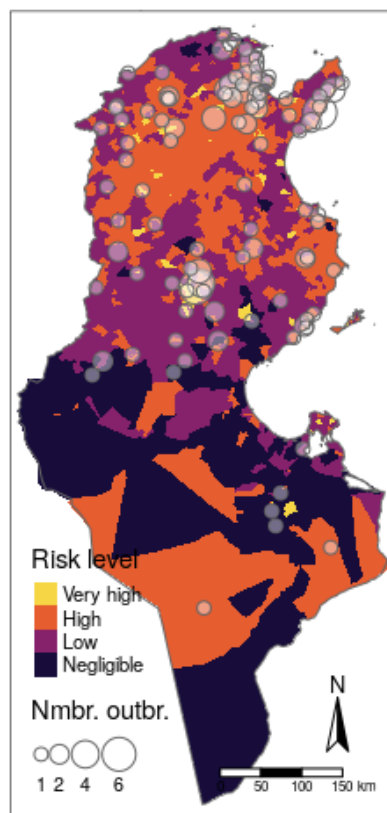 Risk level
Very high
High
Low
Negligible
Nmbr. outbr.
1 2 4 6
N
0 50 100 150 km